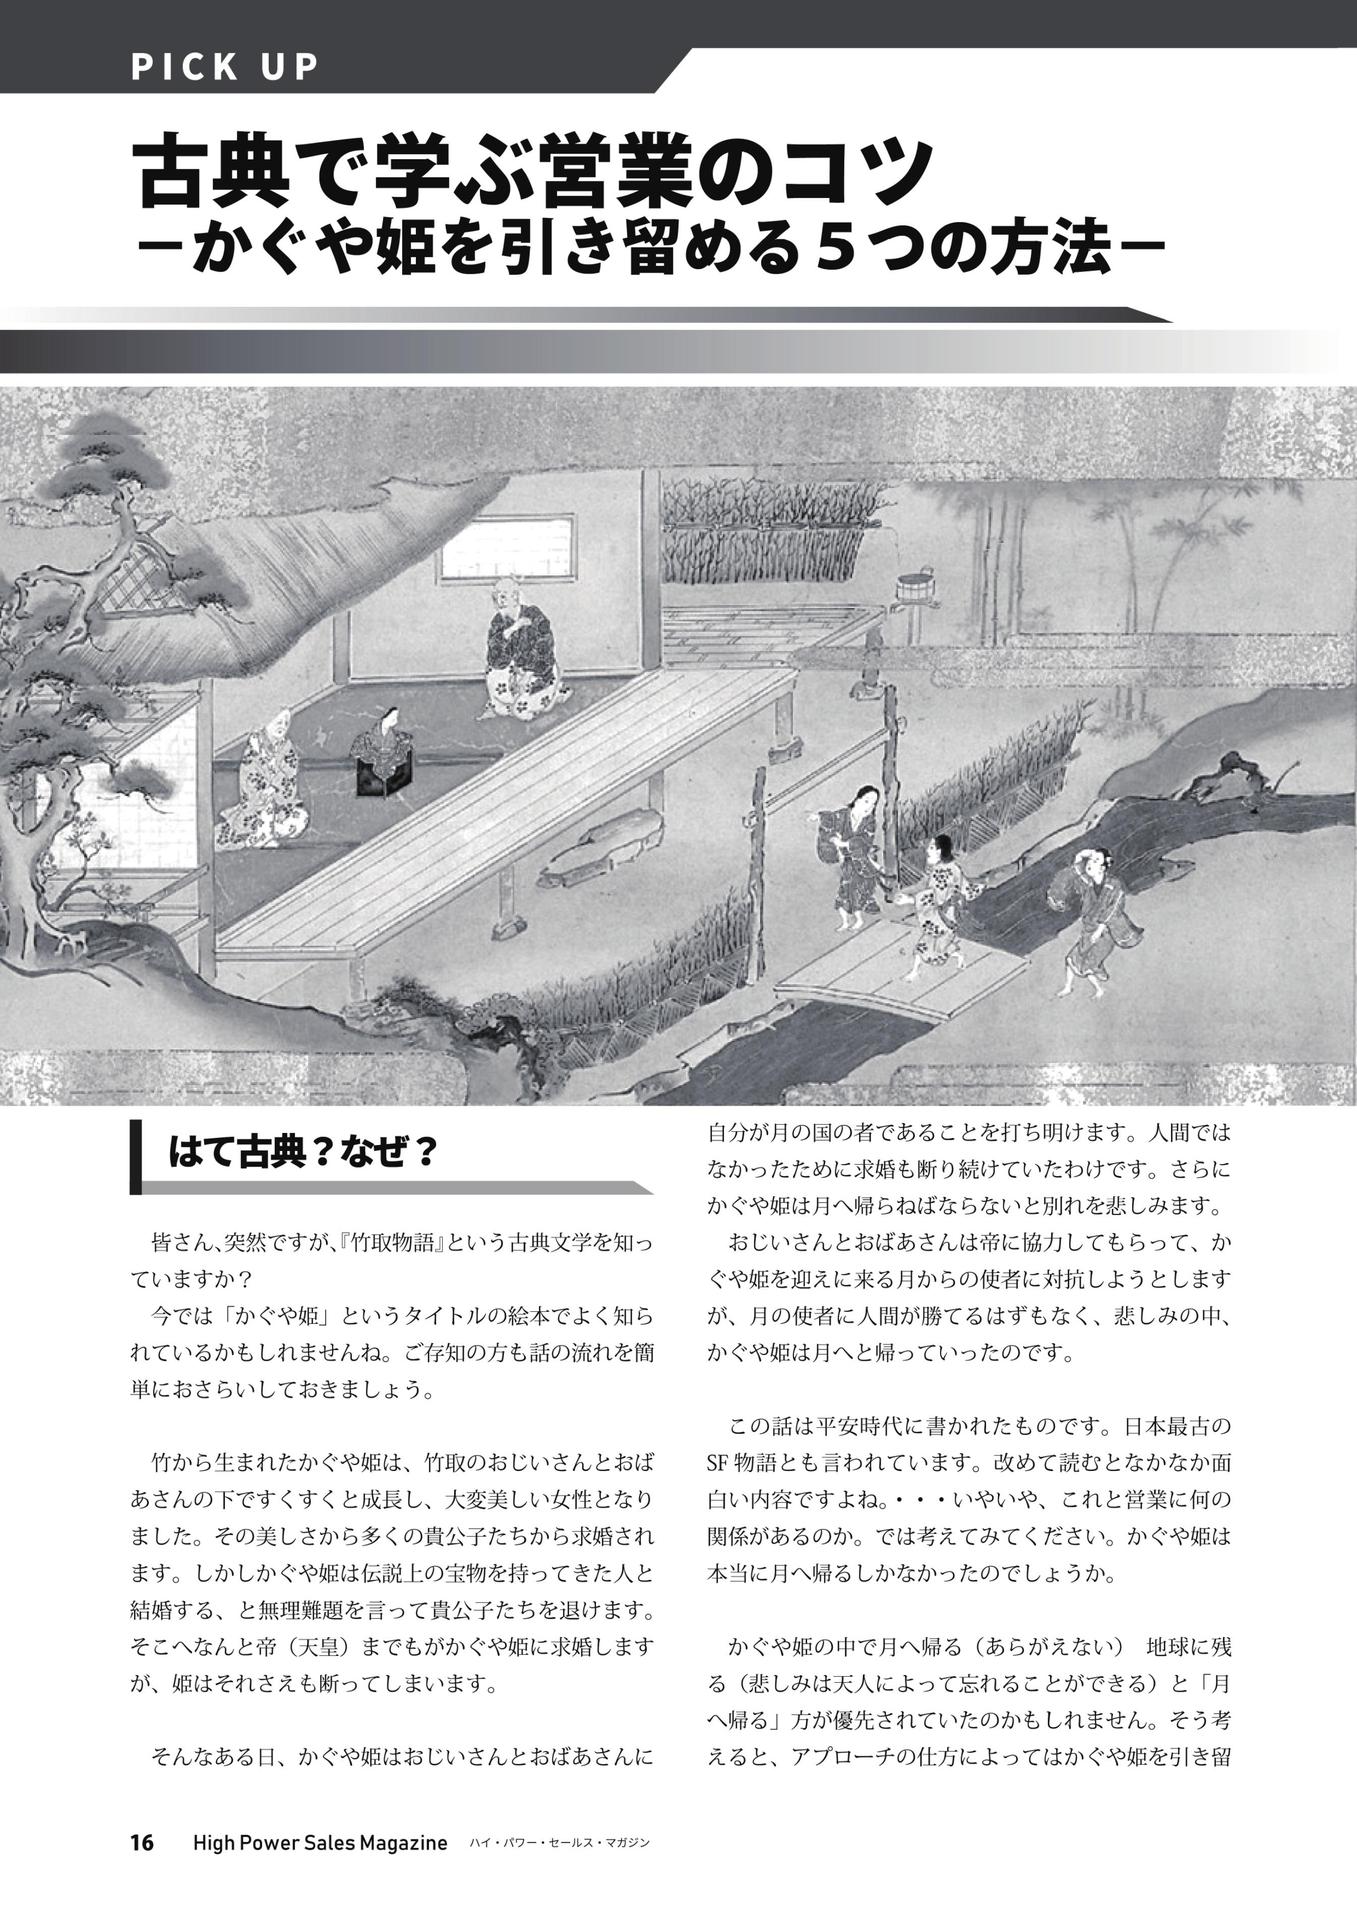 PICK UP
古典で学ぶ営業のコツ
－かぐや姫を引き留める５つの方法－
はて古典？なぜ？
皆さん、突然ですが、『竹取物語』という古典文学を知っ
ていますか？
今では「かぐや姫」というタイトルの絵本でよく知ら
れているかもしれませんね。ご存知の方も話の流れを簡
単におさらいしておきましょう。
竹から生まれたかぐや姫は、竹取のおじいさんとおば
あさんの下ですくすくと成長し、大変美しい女性となり
ました。その美しさから多くの貴公子たちから求婚され
ます。しかしかぐや姫は伝説上の宝物を持ってきた人と
結婚する、と無理難題を言って貴公子たちを退けます。
そこへなんと帝（天皇）までもがかぐや姫に求婚します
が、姫はそれさえも断ってしまいます。
そんなある日、かぐや姫はおじいさんとおばあさんに
自分が月の国の者であることを打ち明けます。人間では
なかったために求婚も断り続けていたわけです。さらに
かぐや姫は月へ帰らねばならないと別れを悲しみます。
おじいさんとおばあさんは帝に協力してもらって、か
ぐや姫を迎えに来る月からの使者に対抗しようとします
が、月の使者に人間が勝てるはずもなく、悲しみの中、
かぐや姫は月へと帰っていったのです。
この話は平安時代に書かれたものです。日本最古の
SF 物語とも言われています。改めて読むとなかなか面
白い内容ですよね。・・・いやいや、これと営業に何の
関係があるのか。では考えてみてください。かぐや姫は
本当に月へ帰るしかなかったのでしょうか。
かぐや姫の中で月へ帰る（あらがえない）　地球に残
る（悲しみは天人によって忘れることができる）と「月
へ帰る」方が優先されていたのかもしれません。そう考
えると、アプローチの仕方によってはかぐや姫を引き留
16 High Power Sales Magazine ハイ・パワー・セールス・マガジン